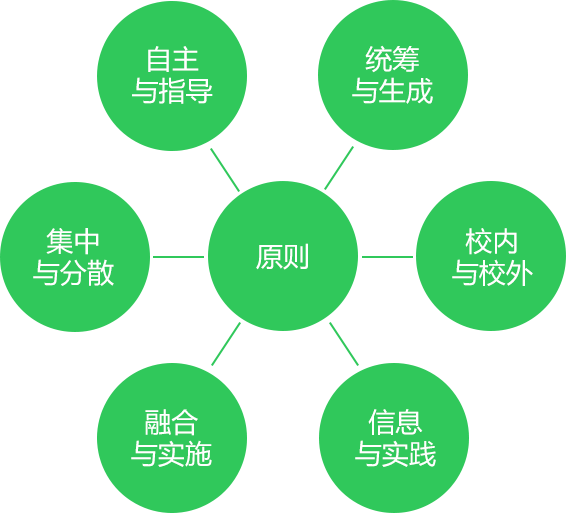 自主
与指导
统筹
与生成
集中
与分散
原则
校内
与校外
融合
与实施
信息
与实践